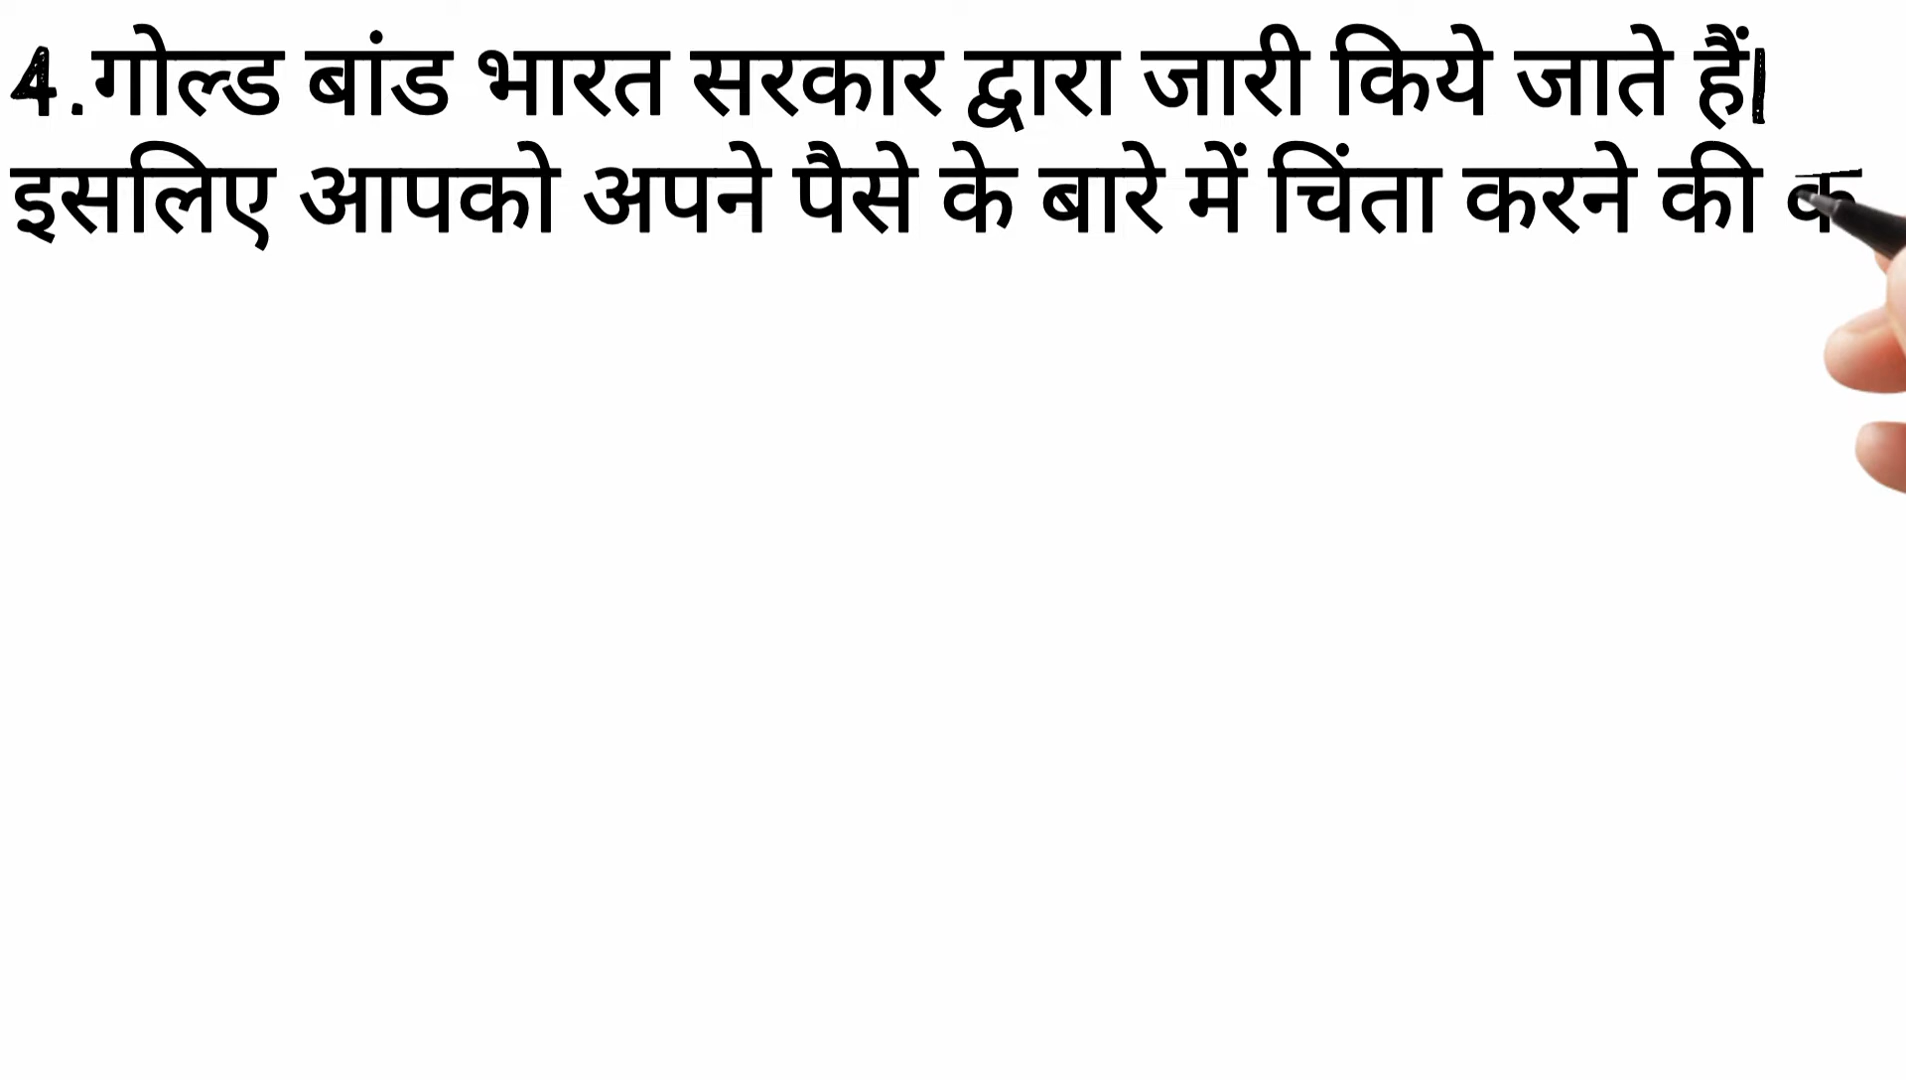 4.गोल्ड बांड भारत सरकार द्वारा जारी किये जाते हैं|
इसलिए आपको अपने पैसे के बारे में चिंता करने की